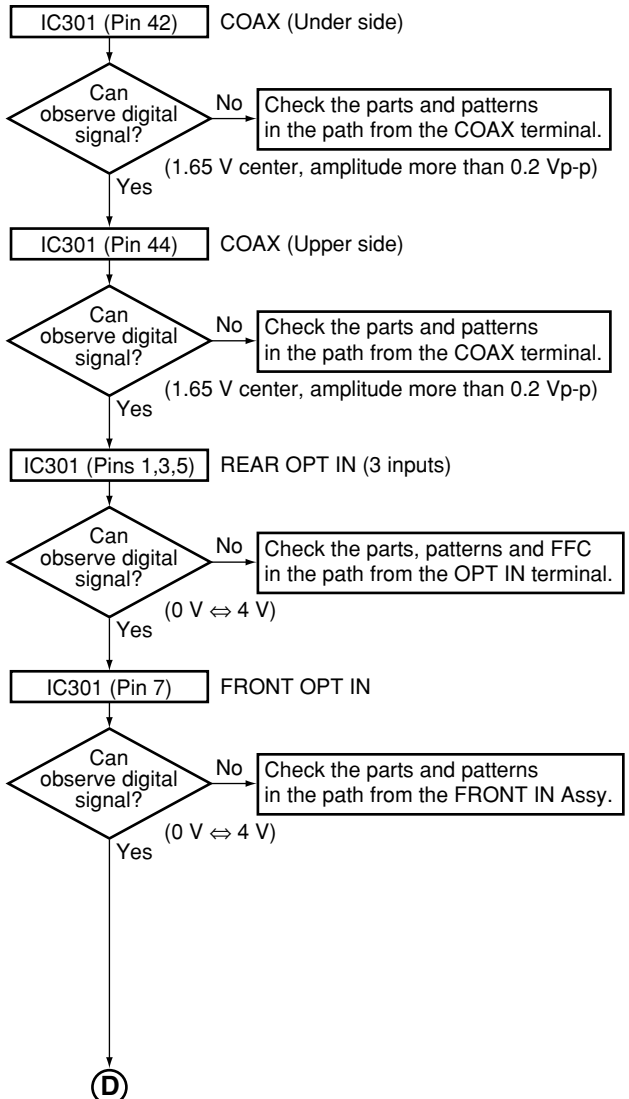 IC301 (Pin 42) COAX (Under side)
Can
observe digital
signal?
No
Check the parts and patterns
in the path from the COAX terminal.
(1.65 V center, amplitude more than 0.2 Vp-p)
Yes
IC301 (Pin 44) COAX (Upper side)
Can
observe digital
signal?
No
Check the parts and patterns
in the path from the COAX terminal.
(1.65 V center, amplitude more than 0.2 Vp-p)
Yes
IC301 (Pins 1,3,5) REAR OPT IN (3 inputs)
Can
observe digital
signal?
No
Check the parts, patterns and FFC
in the path from the OPT IN terminal.
(0 V ⇔ 4 V)
Yes
IC301 (Pin 7) FRONT OPT IN
Can
observe digital
signal?
No
Check the parts and patterns
in the path from the FRONT IN Assy.
(0 V ⇔ 4 V)
Yes
D